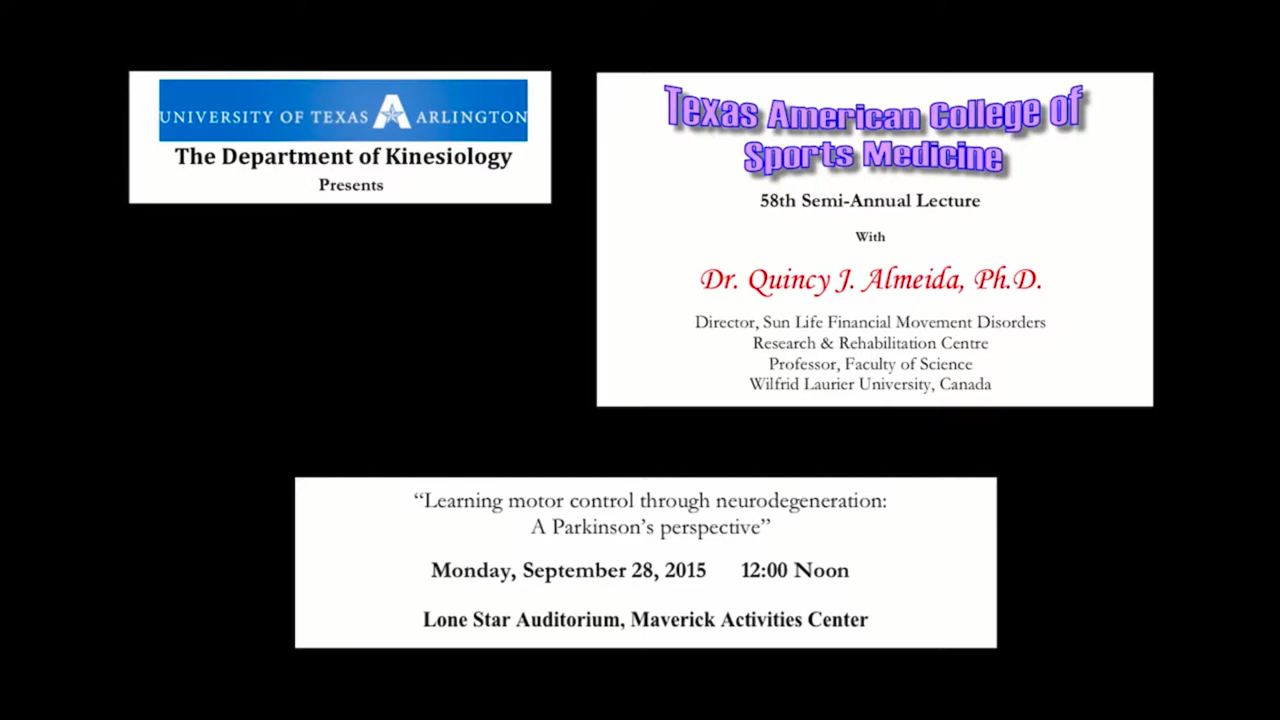 UNIVERSITY OF TEXAS ARLINGTON
The Department of Kinesiology
Presents
Texas American College of
Sports Medicine
58th Semi-Annual Lecture
With
Dr. Quincy J. Almeida, Ph.D.
Director, Sun Life Financial Movement Disorders
Research & Rehabilitation Centre
Professor, Faculty of Science
Wilfrid Laurier University, Canada
“Learning motor control through neurodegeneration:
A Parkinson’s perspective”
Monday, September 28, 2015 12:00 Noon
Lone Star Auditorium, Maverick Activities Center